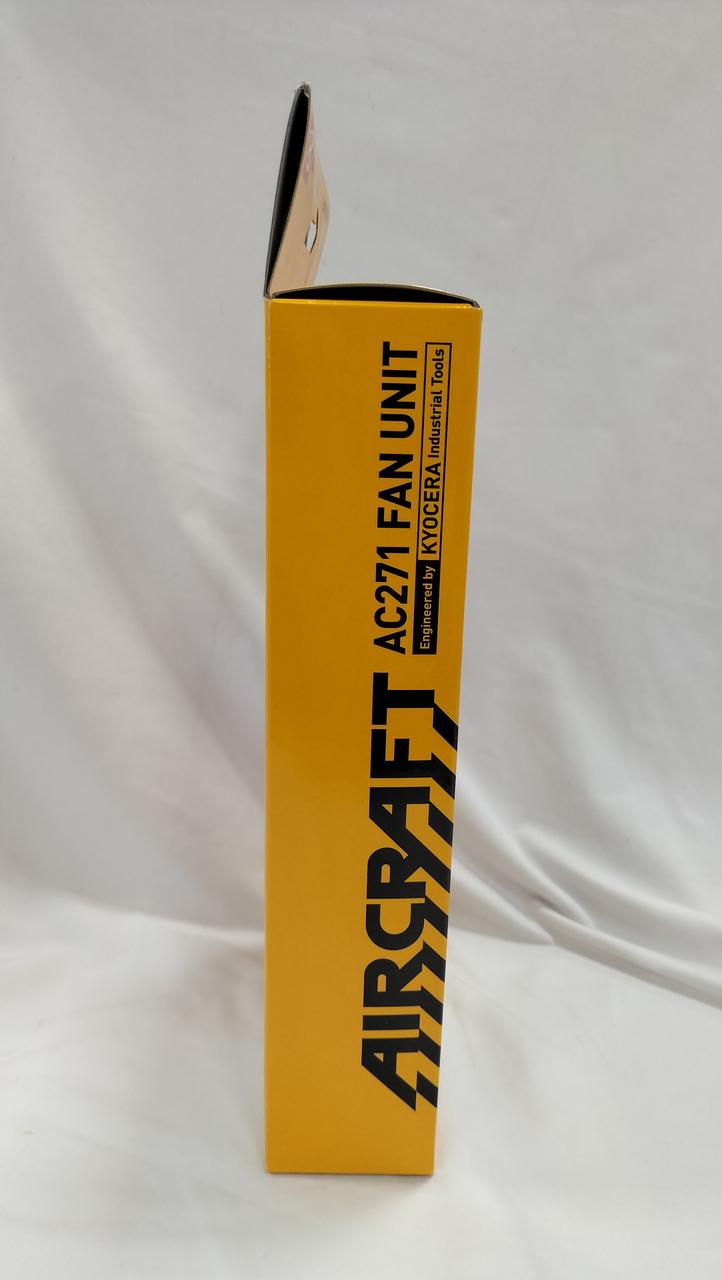 AIRCRAFT
AC271 FAN UNIT
Engineered by KYOCERA Industrial Tools